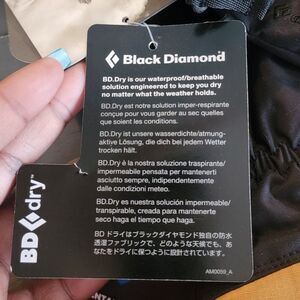 Black Diamond
BD.Dry is our waterproof/breathable
solution engineered to keep you dry
no matter what the weather holds.
BD.Dry est notre solution imper-respirante
conçue pour vous garder au sec quelles
que soient les conditions.
BD.Dry ist unsere wasserdichte/atmung-
aktive Lösung, die dich bei jedem Wetter
trocken hält.
BD.Dry è la nostra soluzione traspirante/
impermeabile pensata per mantenerti
asciutto sempre, indipendentemente
dalle condizioni meteo.
BD.Dry es nuestra solución impermeable/
transpirable, creada para mantenerte
seco haga el tiempo que haga.
BD ドライはブラックダイヤモンド独自の防水
透湿ファブリックで、どのような天候でも、あ
なたをドライに保つように設計されています。
AM0059_A
BD dry™